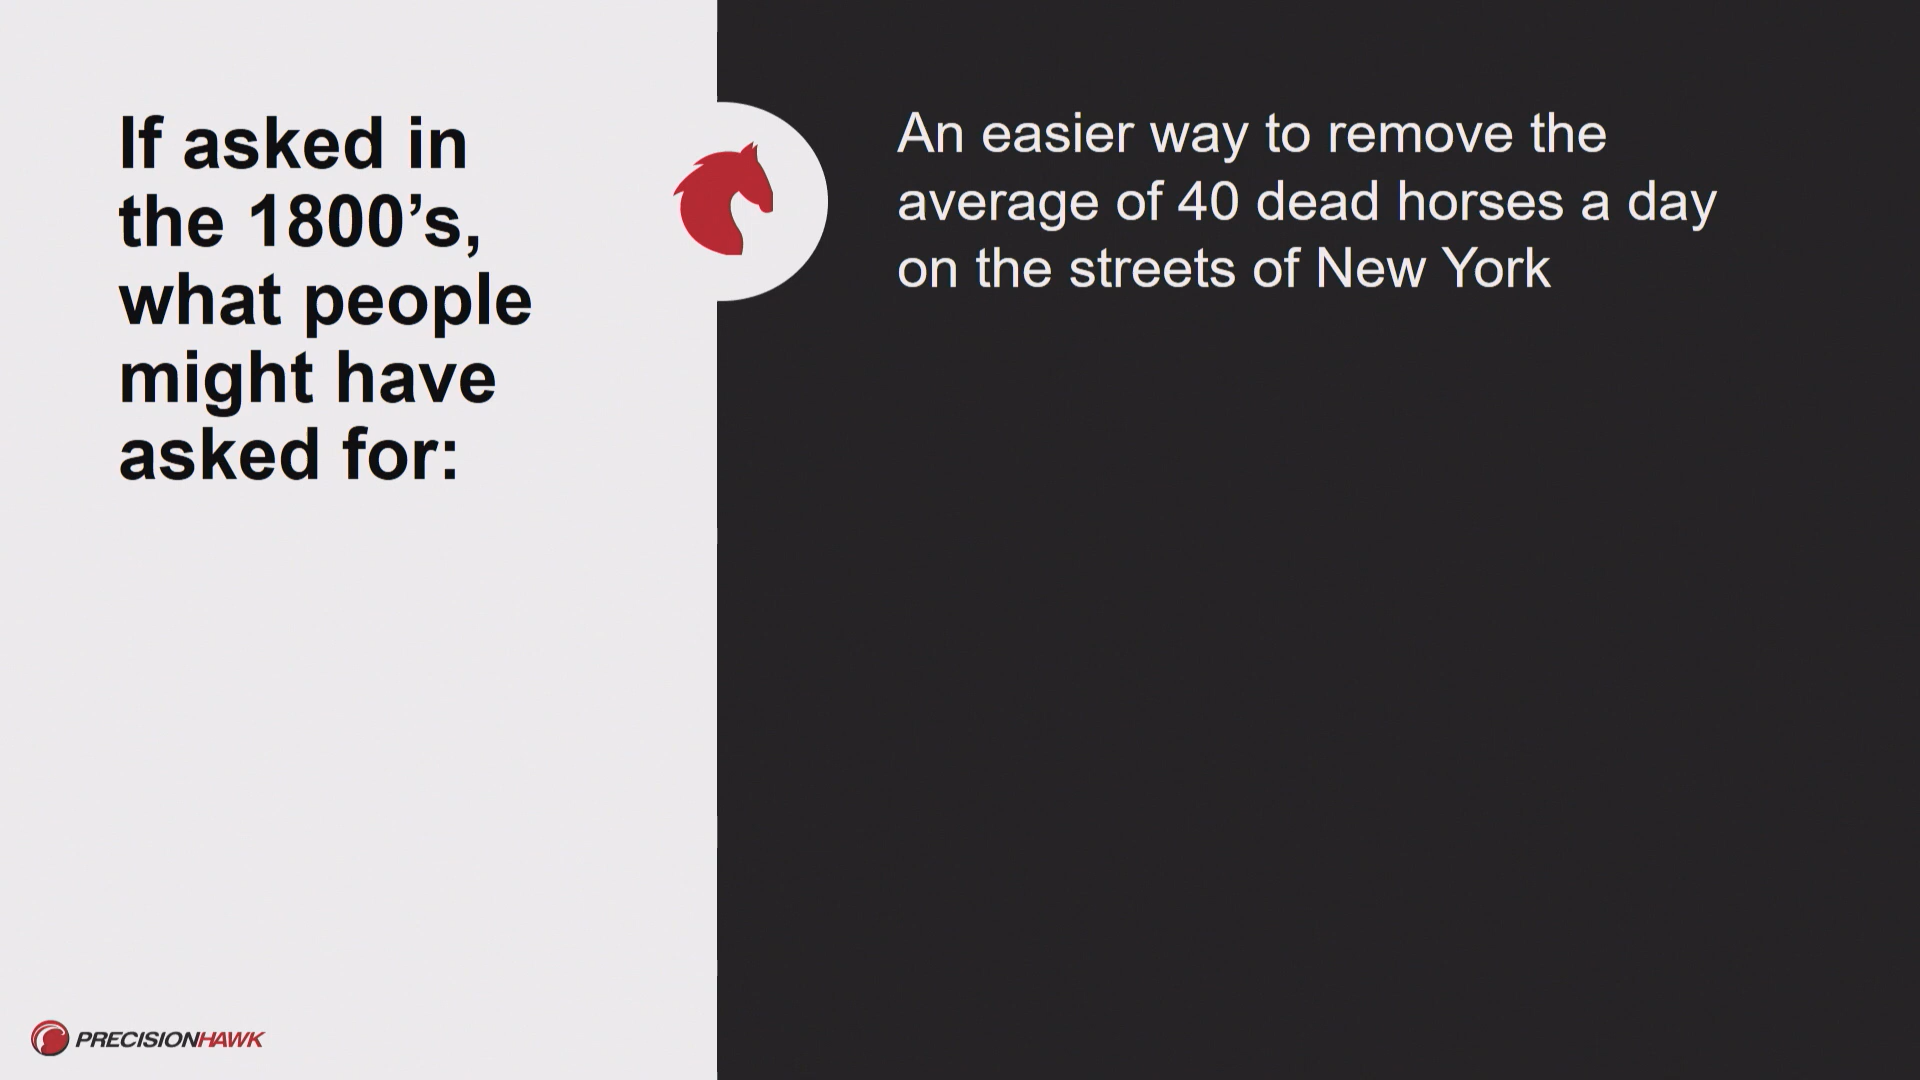 If asked in
the 1800’s,
what people
might have
asked for:
An easier way to remove the
average of 40 dead horses a day
on the streets of New York
PRECISIONHAWK